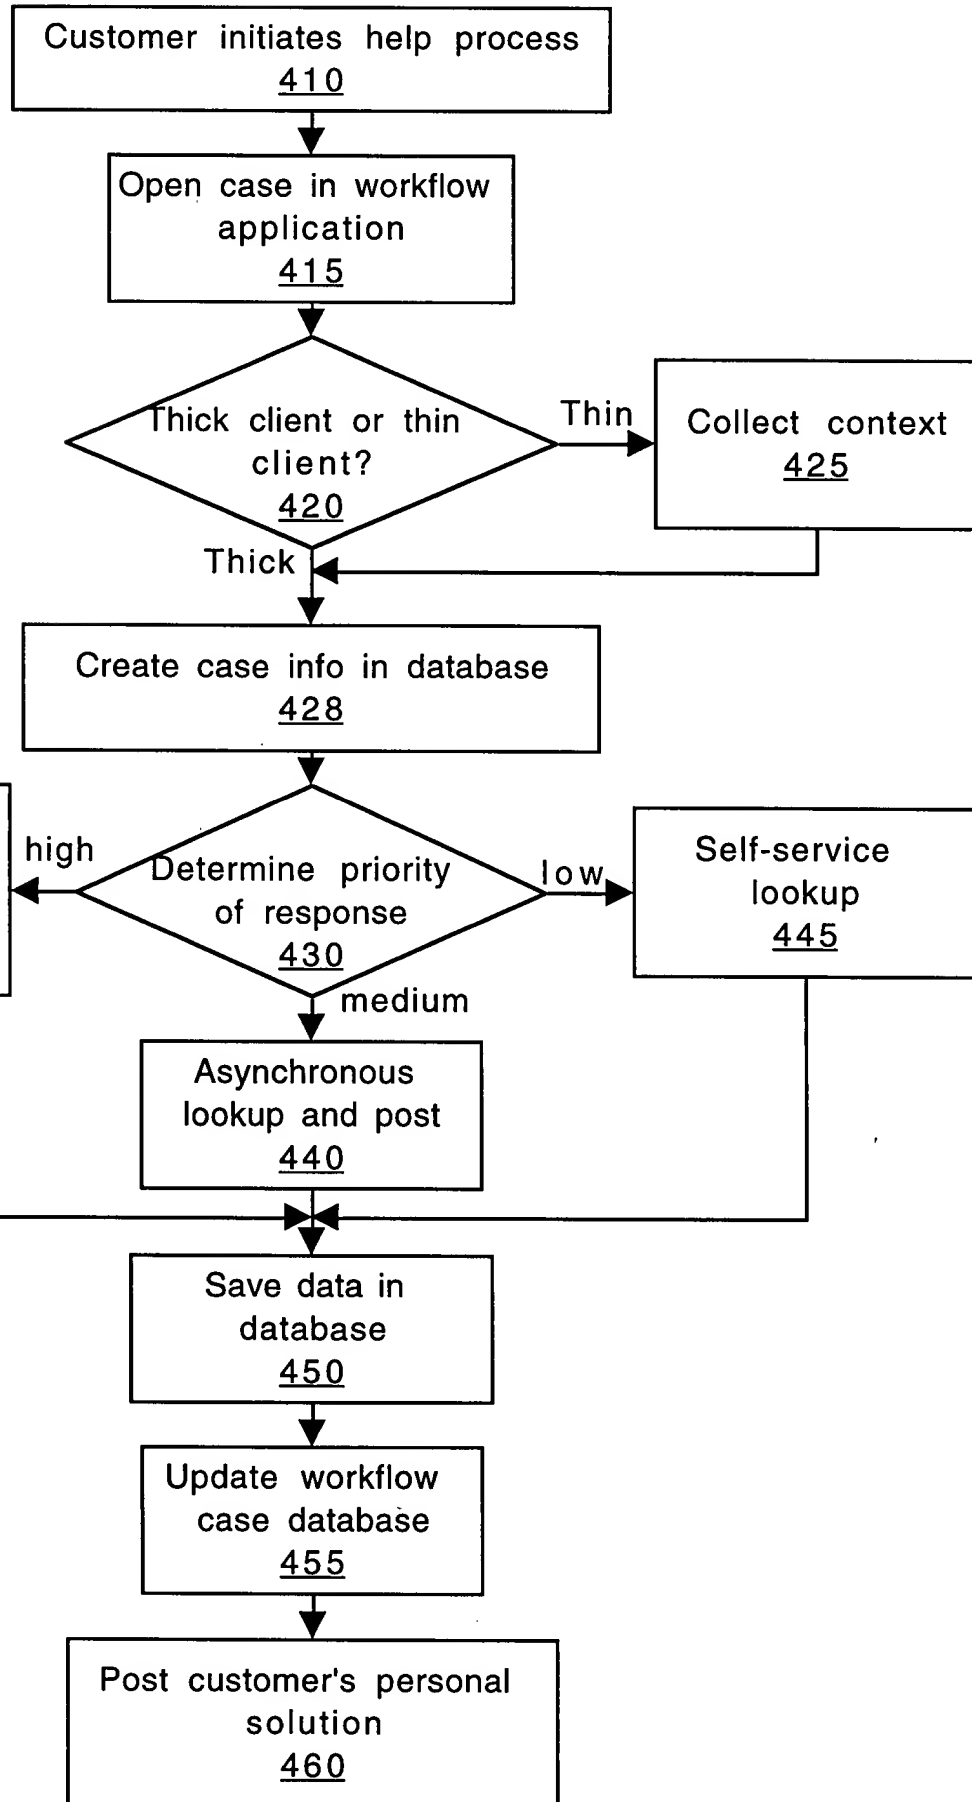 Customer initiates help process
410
Open case in workflow
application
415
Thick client or thin
client?
420
Thin
Collect context
425
Thick
Create case info in database
428
high
Determine priority
of response
430
low
Self-service
lookup
445
medium
Asynchronous
lookup and post
440
Save data in
database
450
Update workflow
case database
455
Post customer's personal
solution
460